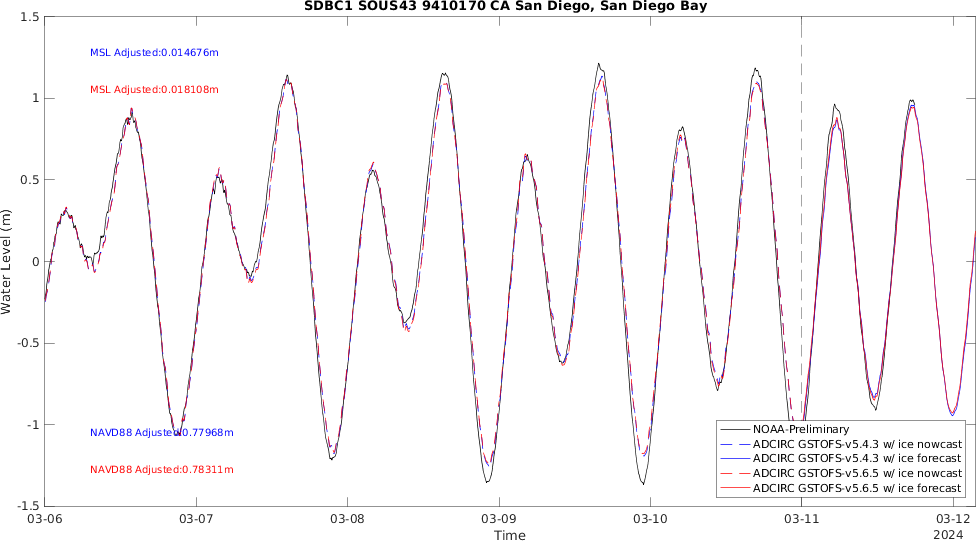 SDBC1 SOUS43 9410170 CA San Diego, San Diego Bay
1.5
1
0.5
0
-0.5
-1
-1.5
Water Level (m)
MSL Adjusted:0.014676m
MSL Adjusted:0.018108m
NAVD88 Adjusted:0.77968m
NAVD88 Adjusted:0.78311m
NOAA-Preliminary
ADCIRC GSTOFS-v5.4.3 w/ ice nowcast
ADCIRC GSTOFS-v5.4.3 w/ ice forecast
ADCIRC GSTOFS-v5.6.5 w/ ice nowcast
ADCIRC GSTOFS-v5.6.5 w/ ice forecast
03-06
03-07
03-08
03-09
03-10
03-11
03-12
2024
Time